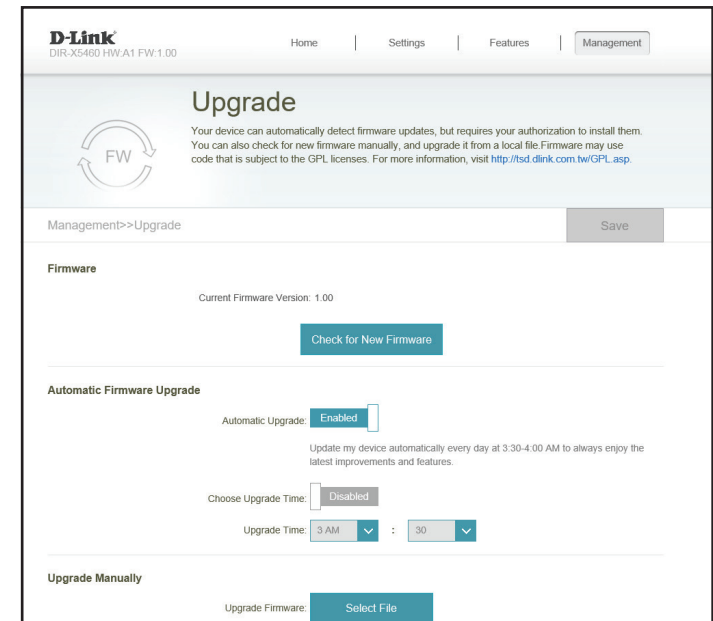 D-Link
DIR-X5460 HW:A1 FW:1.00
Home | Settings | Features | Management
Upgrade
Your device can automatically detect firmware updates, but requires your authorization to install them.
You can also check for new firmware manually, and upgrade it from a local file.Firmware may use
code that is subject to the GPL licenses. For more information, visit http://tsd.dlink.com.tw/GPL.asp.
FW
Management>>Upgrade
Save
Firmware
Current Firmware Version: 1.00
Check for New Firmware
Automatic Firmware Upgrade
Automatic Upgrade: Enabled
Update my device automatically every day at 3:30-4:00 AM to always enjoy the
latest improvements and features.
Choose Upgrade Time: Disabled
Upgrade Time: 3 AM : 30
Upgrade Manually
Upgrade Firmware: Select File